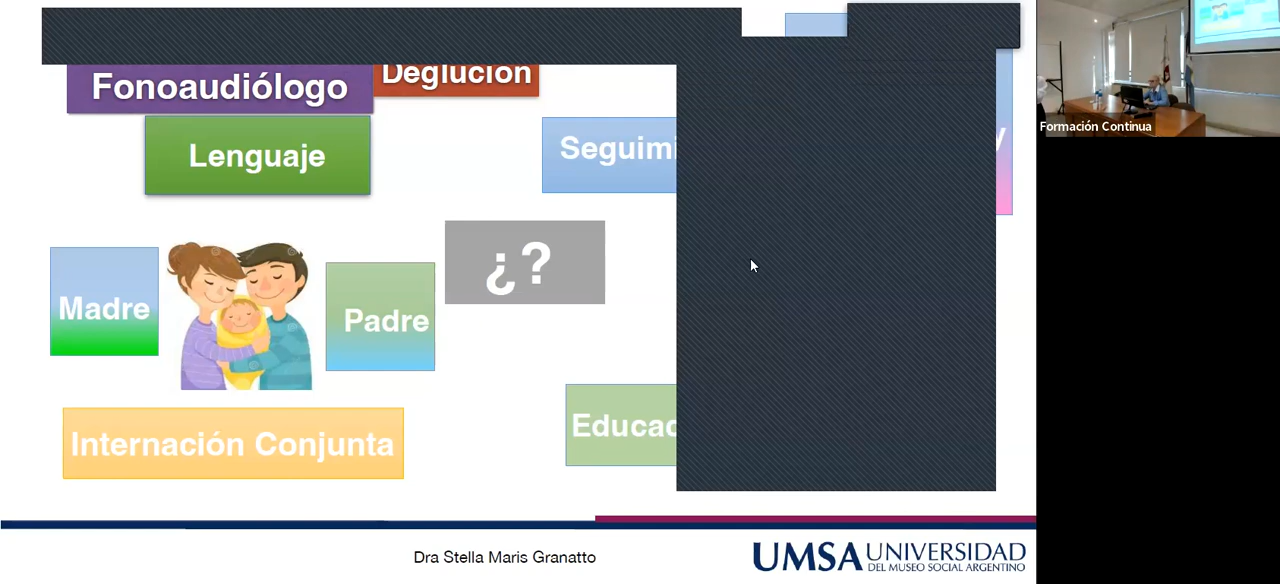 Deglución
Fonoaudiólogo
Lenguaje
Seguimi
y
¿?
Madre
Padre
Educac
Internación Conjunta
Dra Stella Maris Granatto
UMSA UNIVERSIDAD
DEL MUSEO SOCIAL ARGENTINO
Formación Continua